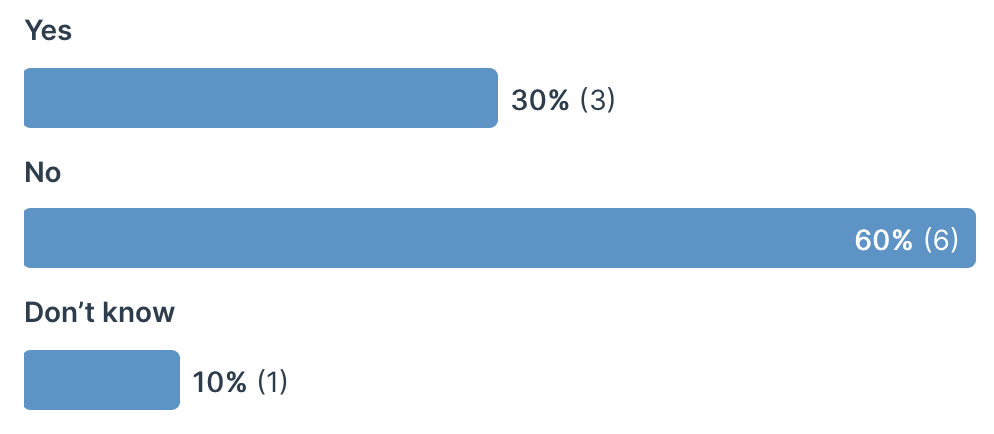 Yes
30% (3)
No
60% (6)
Don’t know
10% (1)